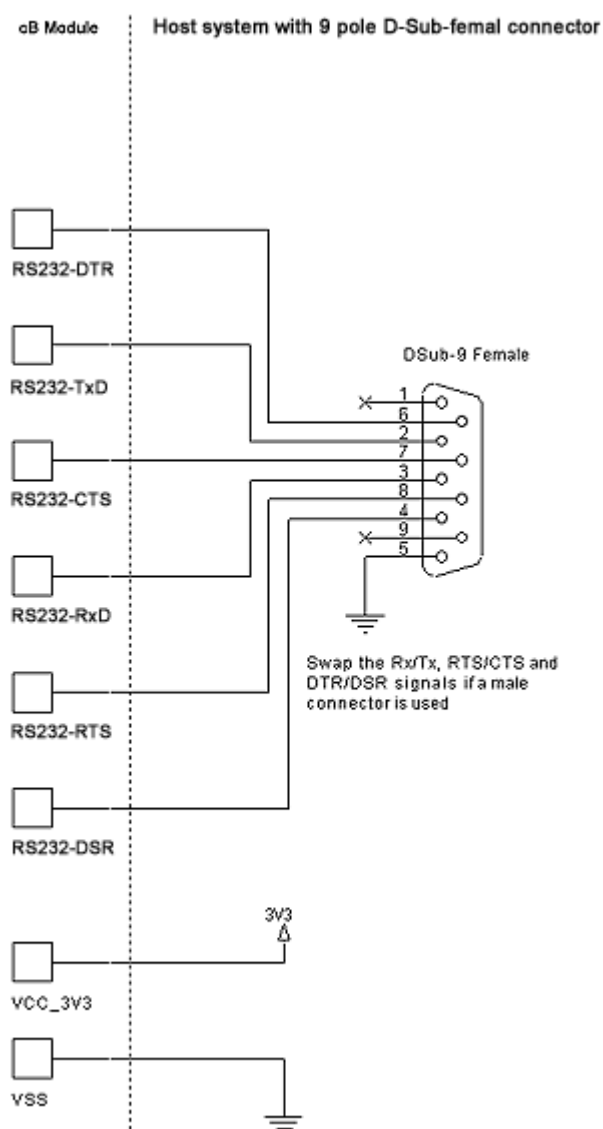 cB Module
Host system with 9 pole D-Sub-femal connector
RS232-DTR
RS232-TxD
DSub-9 Female
1
6
2
7
3
8
4
9
5
RS232-CTS
RS232-RxD
Swap the Rx/Tx, RTS/CTS and
DTR/DSR signals if a male
connector is used
RS232-RTS
RS232-DSR
3V3
VCC_3V3
VSS